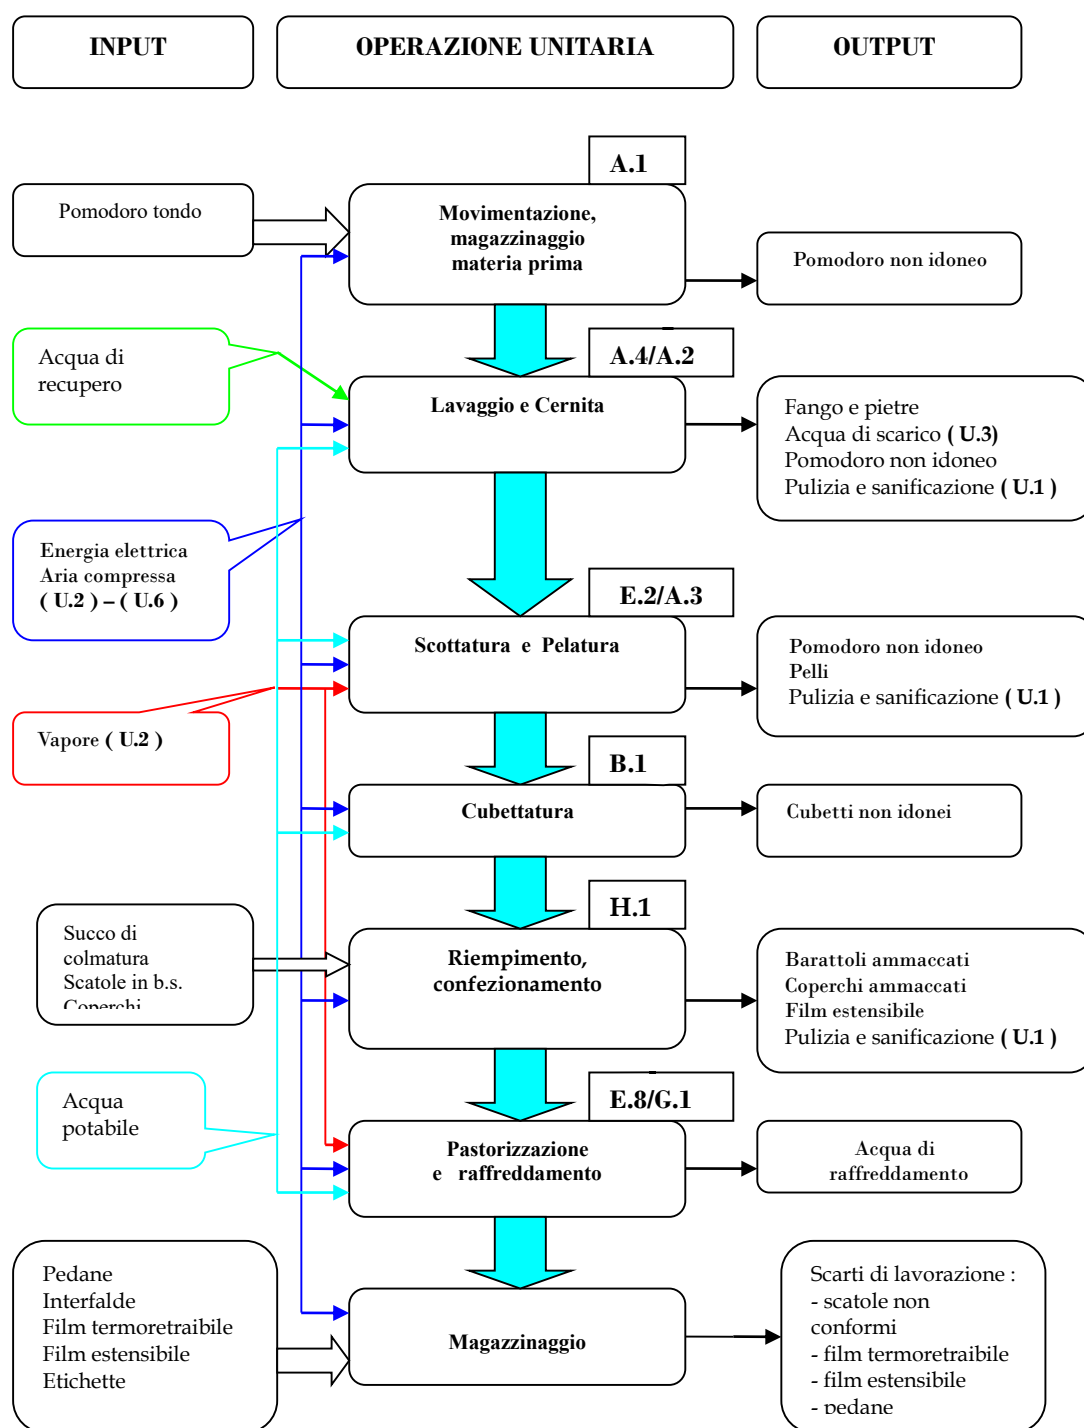 INPUT
OPERAZIONE UNITARIA
OUTPUT
A.1
Pomodoro tondo
Movimentazione,
magazzinaggio
materia prima
Pomodoro non idoneo
Acqua di
recupero
A.4/A.2
Lavaggio e Cernita
Fango e pietre
Acqua di scarico ( U.3)
Pomodoro non idoneo
Pulizia e sanificazione ( U.1 )
Energia elettrica
Aria compressa
( U.2 ) – ( U.6 )
E.2/A.3
Scottatura e Pelatura
Pomodoro non idoneo
Pelli
Pulizia e sanificazione ( U.1 )
Vapore ( U.2 )
B.1
Cubettatura
Cubetti non idonei
H.1
Succo di
colmatura
Scatole in b.s.
Coperchi
Riempimento,
confezionamento
Barattoli ammaccati
Coperchi ammaccati
Film estensibile
Pulizia e sanificazione ( U.1 )
Acqua
potabile
E.8/G.1
Pastorizzazione
e raffreddamento
Acqua di
raffreddamento
Pedane
Interfalde
Film termoretraibile
Film estensibile
Etichette
Magazzinaggio
Scarti di lavorazione :
- scatole non
conformi
- film termoretraibile
- film estensibile
- pedane